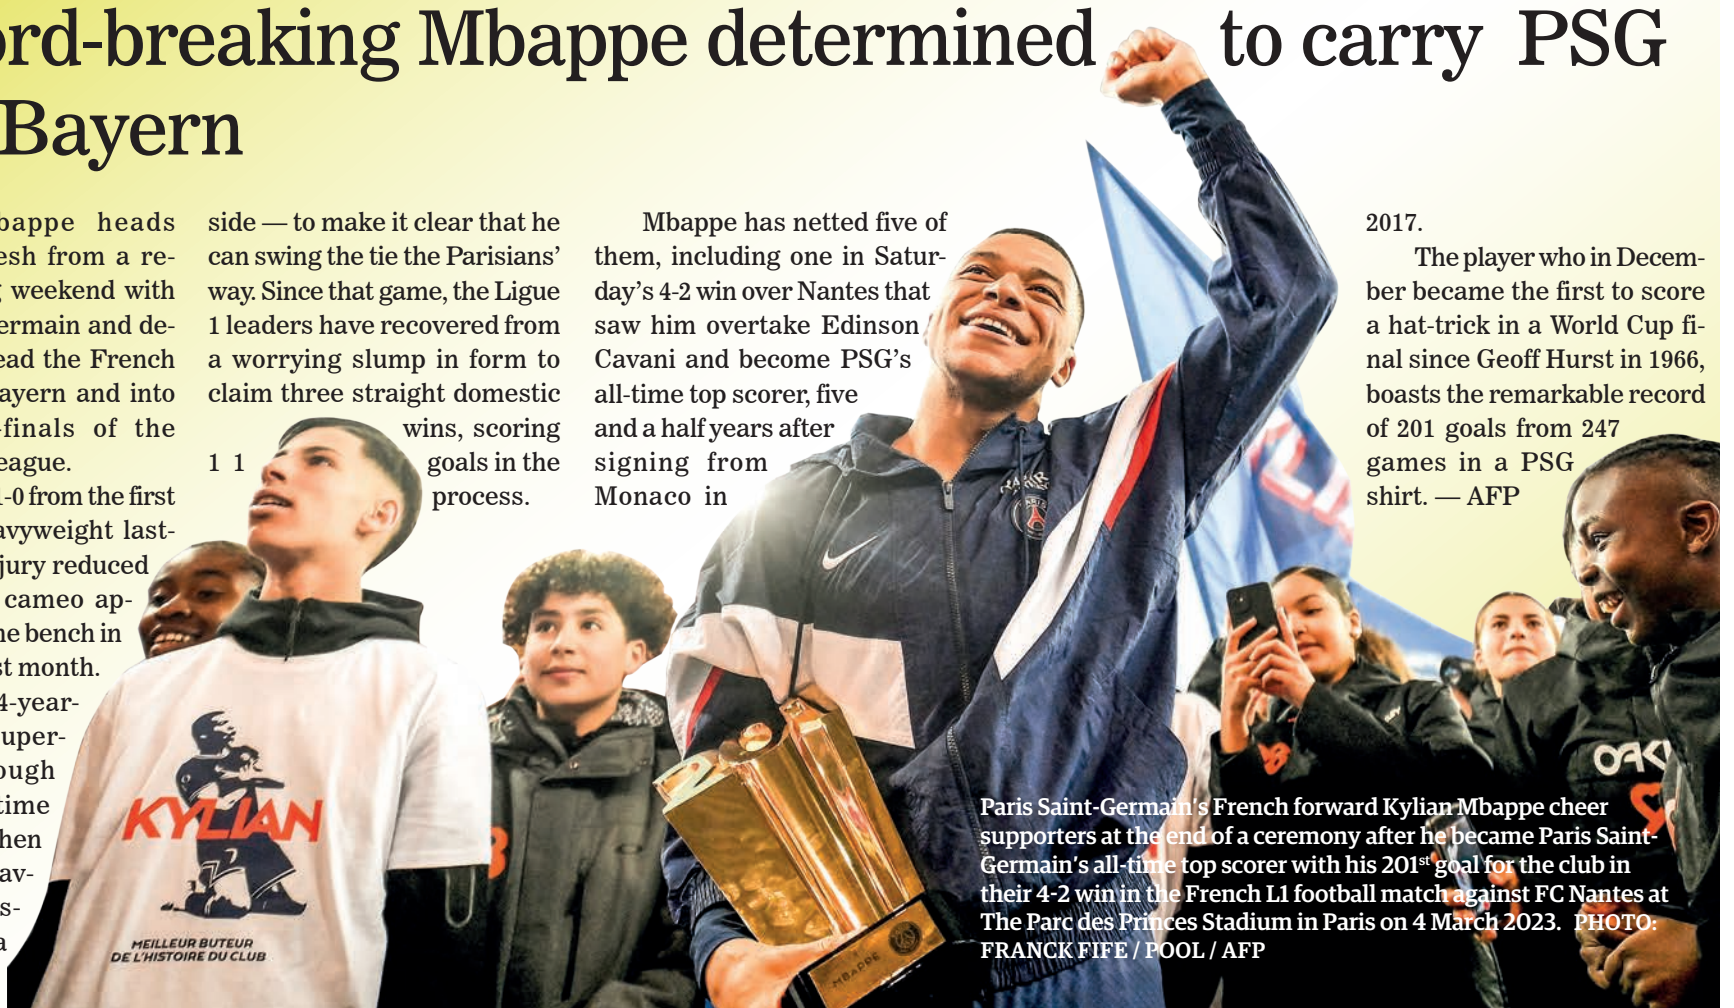 ord-breaking Mbappe determined to carry PSG
Bayern
bappe heads
esh from a re-
g weekend with
ermain and de-
ead the French
ayern and into
-finals of the
eague.
1-0 from the first
avyweight last-
jury reduced
cameo ap-
he bench in
st month.
4-year-
uper-
ough
time
hen
av-
s-
a
side — to make it clear that he
can swing the tie the Parisians’
way. Since that game, the Ligue
1 leaders have recovered from
a worrying slump in form to
claim three straight domestic
wins, scoring
1 1 goals in the
process.
Mbappe has netted five of
them, including one in Satur-
day’s 4-2 win over Nantes that
saw him overtake Edinson
Cavani and become PSG’s
all-time top scorer, five
and a half years after
signing from
Monaco in
2017.
The player who in Decem-
ber became the first to score
a hat-trick in a World Cup fi-
nal since Geoff Hurst in 1966,
boasts the remarkable record
of 201 goals from 247
games in a PSG
shirt. — AFP
KYLIAN
MEILLEUR BUTEUR
DE L’HISTOIRE DU CLUB
PARIS
MBAPPE
OAK
Paris Saint-Germain’s French forward Kylian Mbappe cheer
supporters at the end of a ceremony after he became Paris Saint-
Germain’s all-time top scorer with his 201st goal for the club in
their 4-2 win in the French L1 football match against FC Nantes at
The Parc des Princes Stadium in Paris on 4 March 2023. PHOTO:
FRANCK FIFE / POOL / AFP